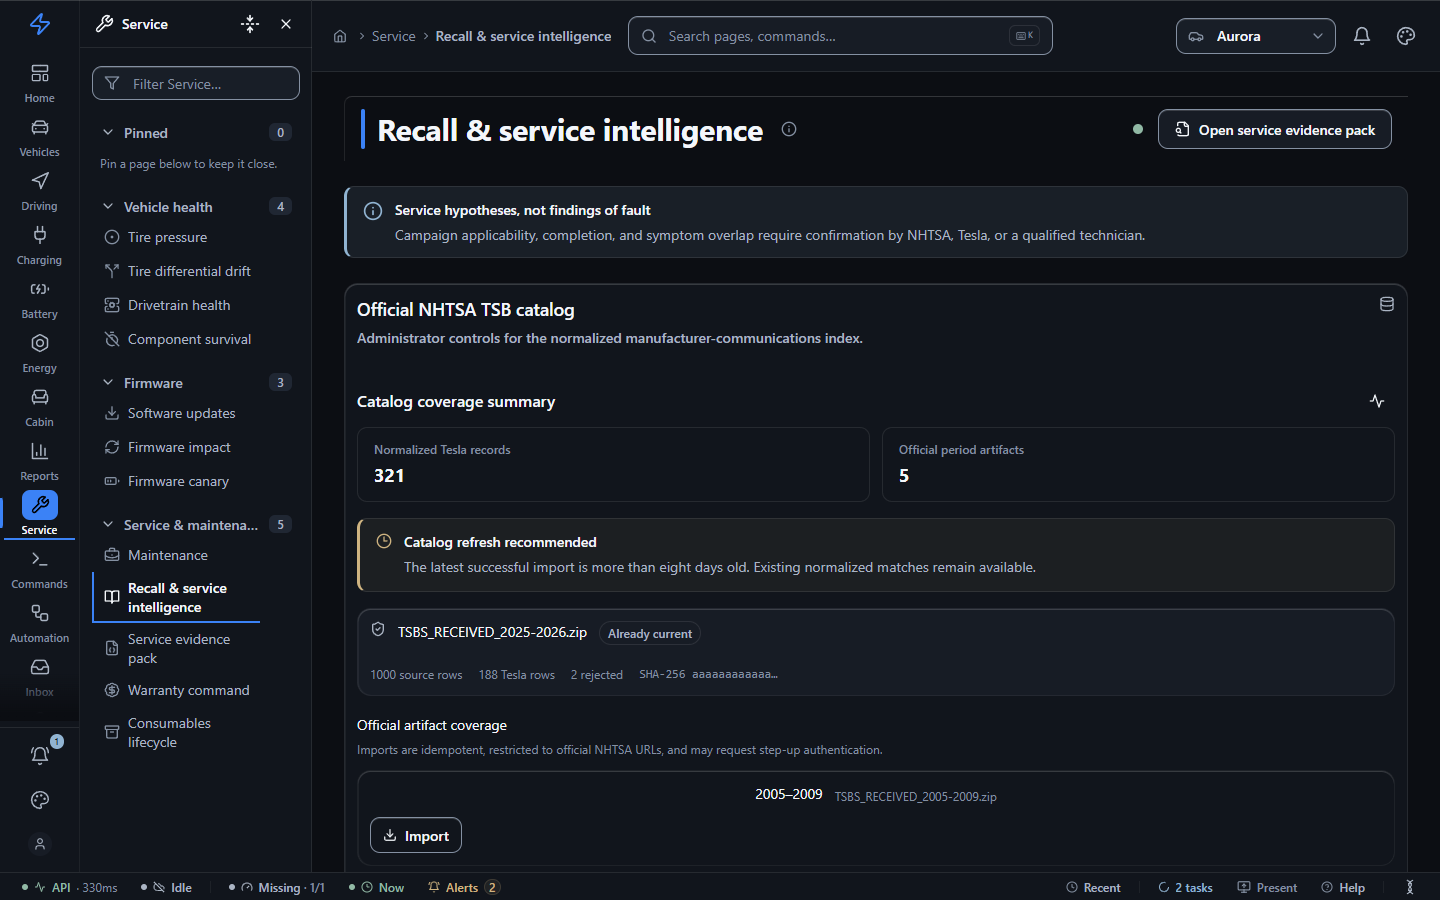 Service
Home
Vehicles
Driving
Charging
Battery
Energy
Cabin
Reports
Service
Commands
Automation
Inbox
1
Filter Service...
Pinned 0
Pin a page below to keep it close.
Vehicle health 4
Tire pressure
Tire differential drift
Drivetrain health
Component survival
Firmware 3
Software updates
Firmware impact
Firmware canary
Service & maintena... 5
Maintenance
Recall & service
intelligence
Service evidence
pack
Warranty command
Consumables
lifecycle
Service Recall & service intelligence
Search pages, commands... K
Aurora
Recall & service intelligence
Open service evidence pack
Service hypotheses, not findings of fault
Campaign applicability, completion, and symptom overlap require confirmation by NHTSA, Tesla, or a qualified technician.
Official NHTSA TSB catalog
Administrator controls for the normalized manufacturer-communications index.
Catalog coverage summary
Normalized Tesla records
321
Official period artifacts
5
Catalog refresh recommended
The latest successful import is more than eight days old. Existing normalized matches remain available.
TSBS_RECEIVED_2025-2026.zip Already current
1000 source rows 188 Tesla rows 2 rejected SHA-256 aaaaaaaaaaaa…
Official artifact coverage
Imports are idempotent, restricted to official NHTSA URLs, and may request step-up authentication.
2005–2009 TSBS_RECEIVED_2005-2009.zip
Import
API · 330ms Idle Missing · 1/1 Now Alerts 2 Recent 2 tasks Present Help